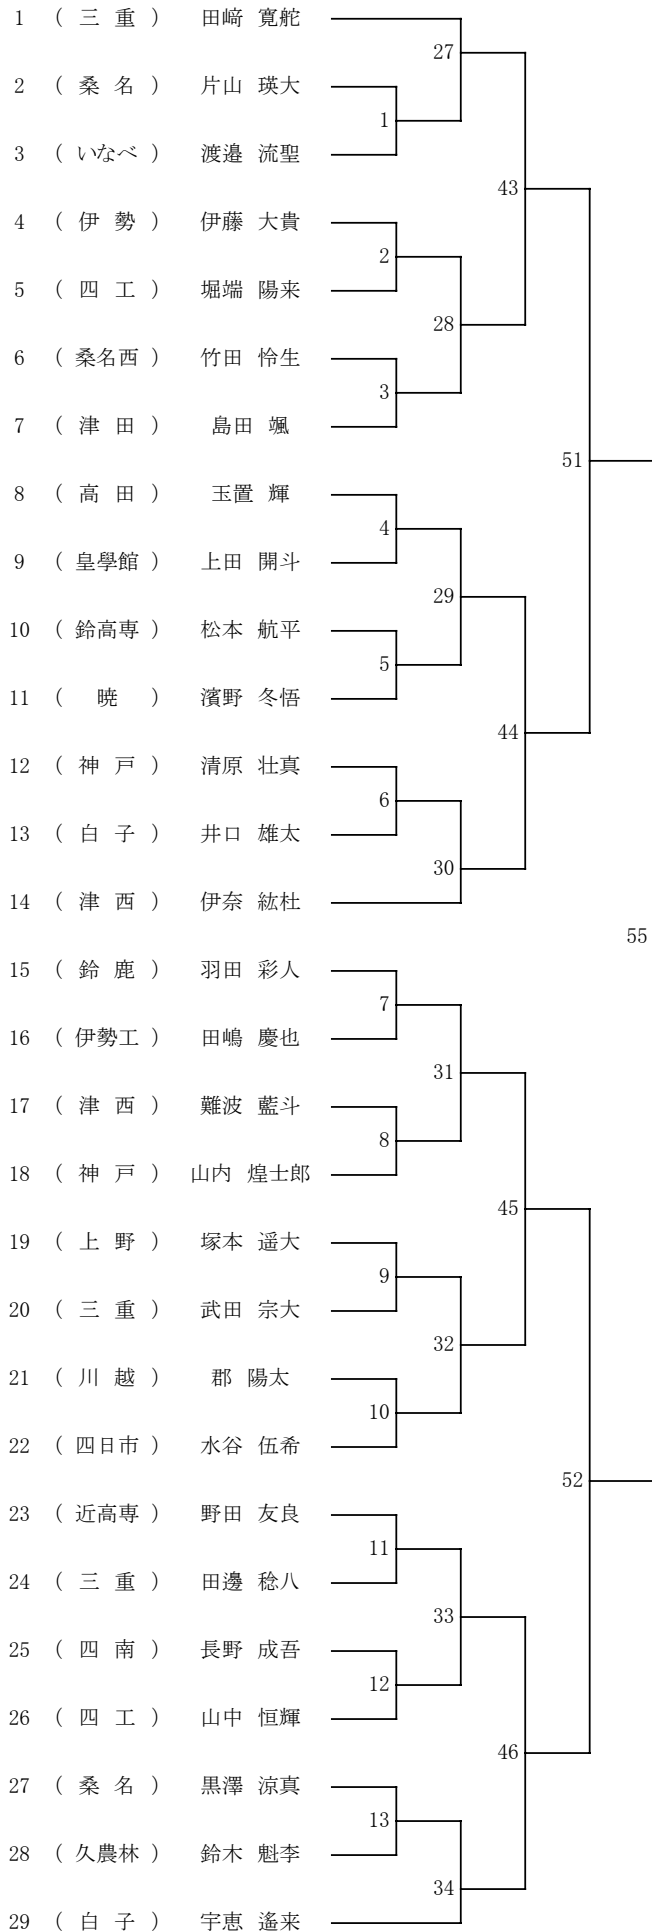 1 ( 三 重 ) 田﨑 寛舵
27
2 ( 桑 名 ) 片山 瑛大
1
3 ( いなべ ) 渡邉 流聖
43
4 ( 伊 勢 ) 伊藤 大貴
2
5 ( 四 工 ) 堀端 陽来
28
6 ( 桑名西 ) 竹田 怜生
3
7 ( 津 田 ) 島田 颯
51
8 ( 高 田 ) 玉置 輝
4
9 ( 皇學館 ) 上田 開斗
29
10 ( 鈴高専 ) 松本 航平
5
11 ( 暁 ) 濱野 冬悟
44
12 ( 神 戸 ) 清原 壮真
6
13 ( 白 子 ) 井口 雄太
30
14 ( 津 西 ) 伊奈 紘杜
55
15 ( 鈴 鹿 ) 羽田 彩人
7
16 ( 伊勢工 ) 田嶋 慶也
31
17 ( 津 西 ) 難波 藍斗
8
18 ( 神 戸 ) 山内 煌士郎
45
19 ( 上 野 ) 塚本 遥大
9
20 ( 三 重 ) 武田 宗大
32
21 ( 川 越 ) 郡 陽太
10
22 ( 四日市 ) 水谷 伍希
52
23 ( 近高専 ) 野田 友良
11
24 ( 三 重 ) 田邊 稔八
33
25 ( 四 南 ) 長野 成吾
12
26 ( 四 工 ) 山中 恒輝
46
27 ( 桑 名 ) 黒澤 涼真
13
28 ( 久農林 ) 鈴木 魁李
34
29 ( 白 子 ) 宇恵 遙来